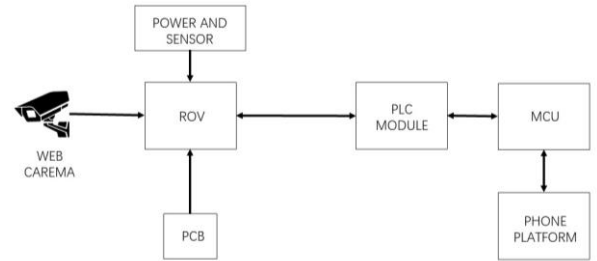 POWER AND
SENSOR
ROV
PLC
MODULE
MCU
WEB
CAREMA
PCB
PHONE
PLATFORM